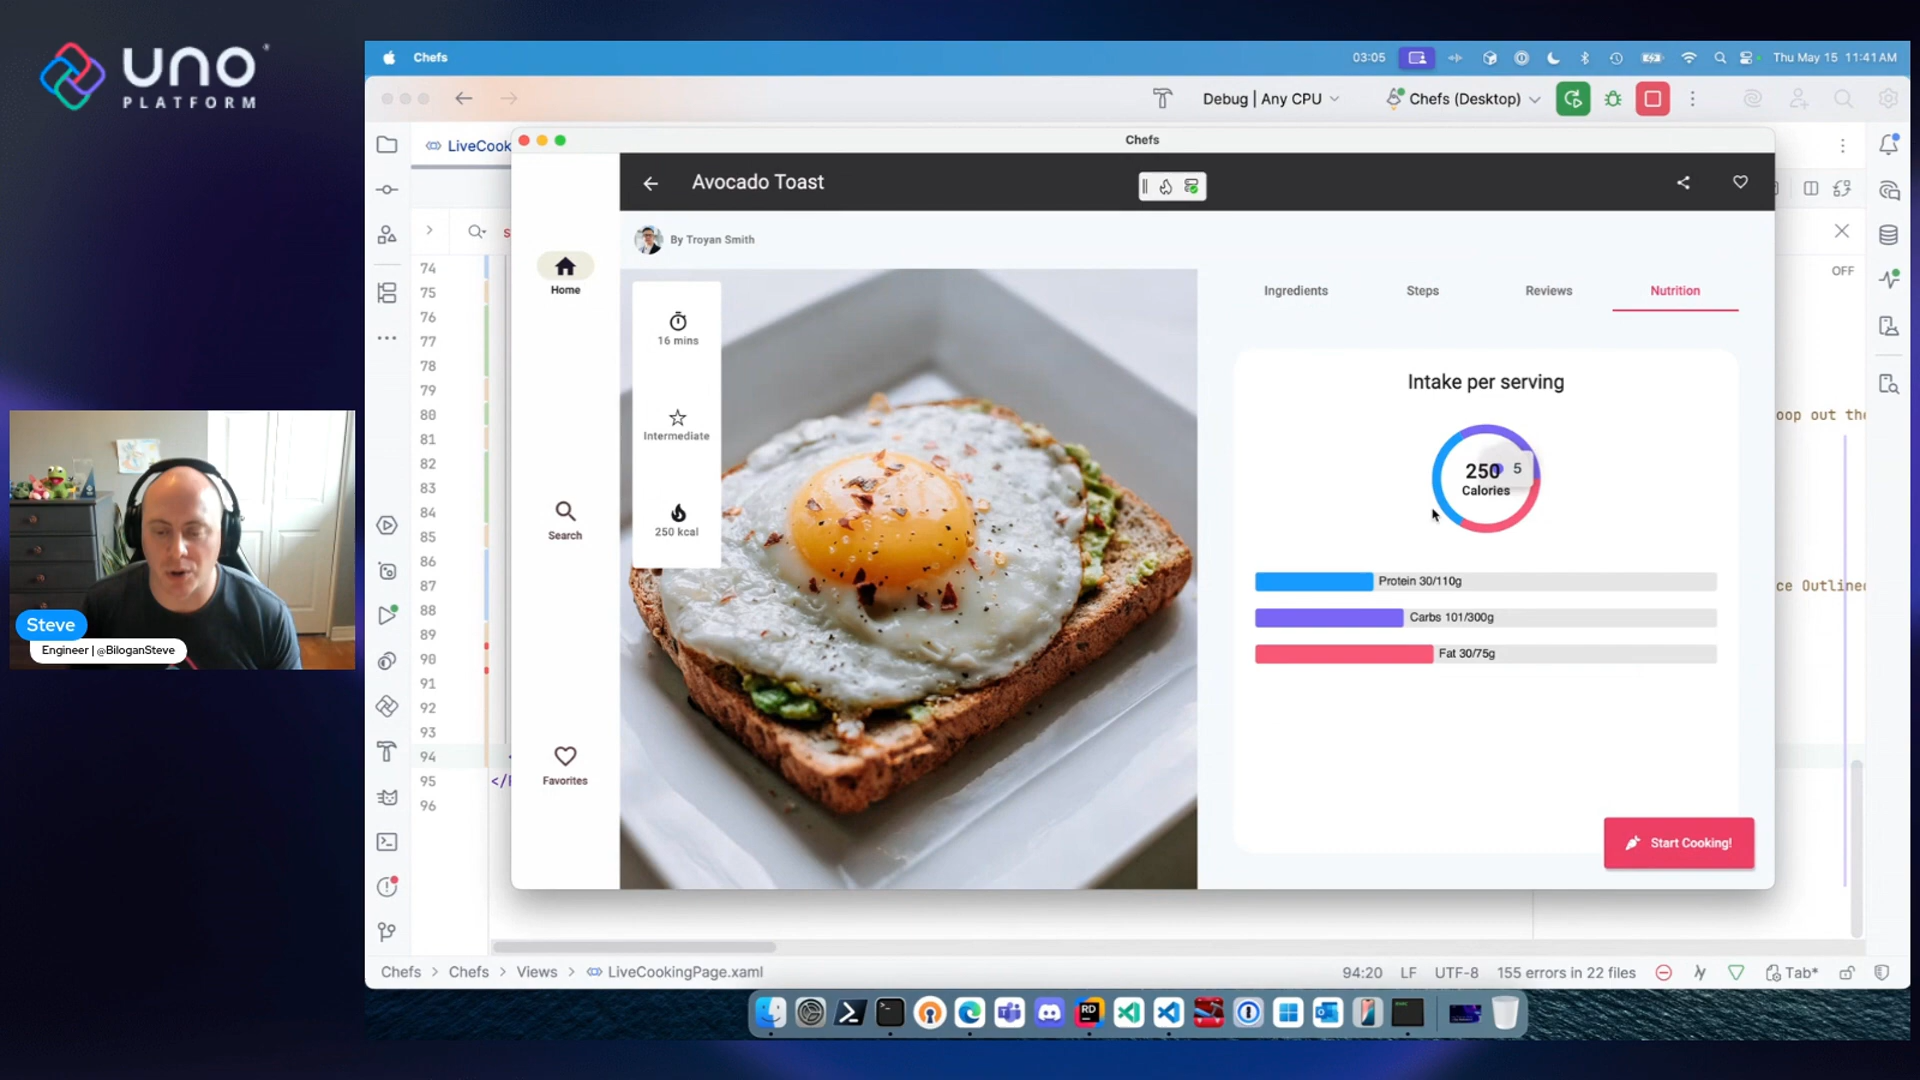 UNO
PLATFORM
Chefs
03:05
Thu May 15 11:41 AM
Debug | Any CPU
Chefs (Desktop)
LiveCook
Chefs
Avocado Toast
By Troyan Smith
OFF
Home
Search
Favorites
16 mins
Intermediate
250 kcal
Ingredients
Steps
Reviews
Nutrition
Intake per serving
250
5
Calories
Protein 30/110g
Carbs 101/300g
Fat 30/75g
Start Cooking!
oop out the
ce Outlined
74
75
76
77
78
79
80
81
82
83
84
85
86
87
88
89
90
91
92
93
94
95
96
Steve
Engineer | @BiloganSteve
Chefs > Chefs > Views > LiveCookingPage.xaml
94:20
LF
UTF-8
155 errors in 22 files
Tab*
RD